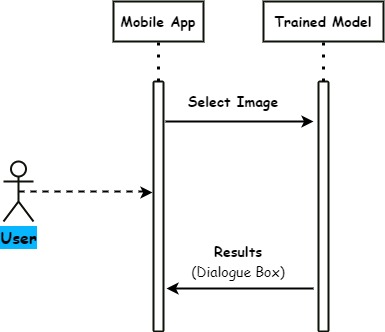 Mobile App
Trained Model
Select Image
User
Results
(Dialogue Box)